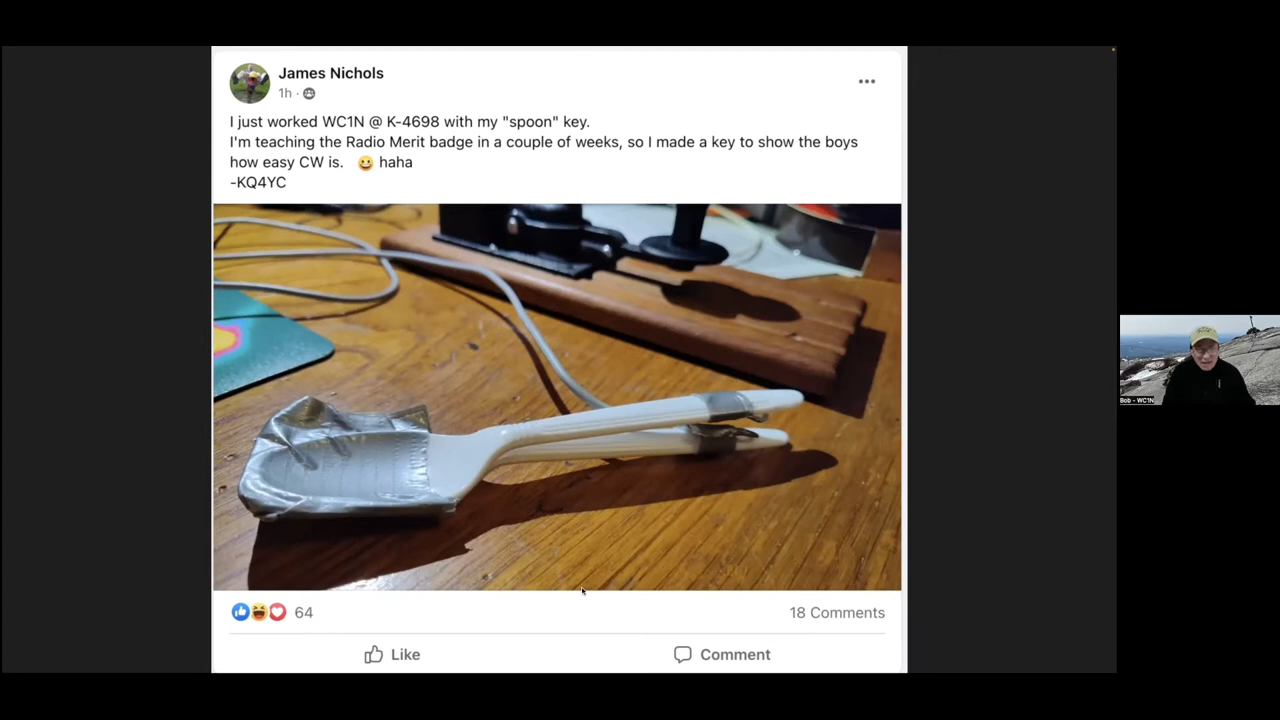 James Nichols
1h ·
I just worked WC1N @ K-4698 with my "spoon" key.
I'm teaching the Radio Merit badge in a couple of weeks, so I made a key to show the boys
how easy CW is. 😀 haha
-KQ4YC
64
18 Comments
Like
Comment
Bob - WC1N